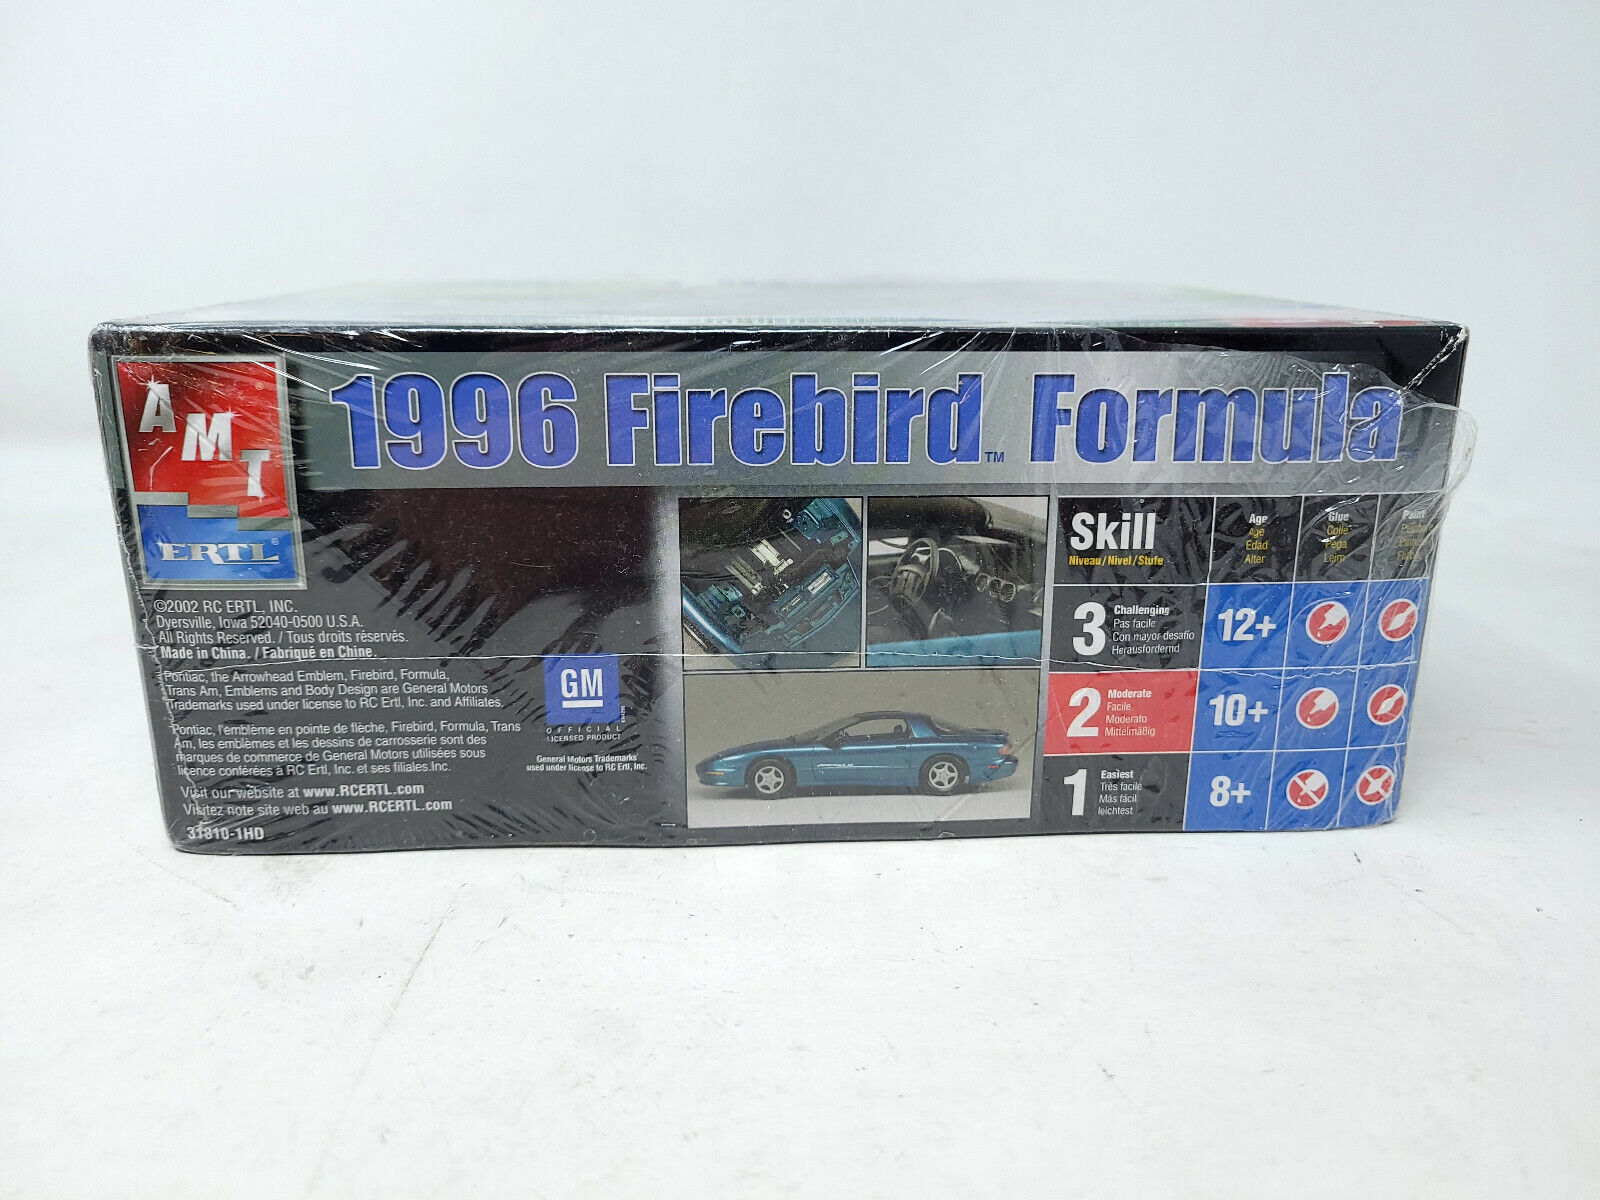 AMT
ERTL®
1996 Firebird™ Formula
©2002 RC ERTL, INC.
Dyersville, Iowa 52040-0500 U.S.A.
All Rights Reserved. / Tous droits réservés.
Made in China. / Fabriqué en Chine.
Pontiac, the Arrowhead Emblem, Firebird, Formula,
Trans Am, Emblems and Body Design are General Motors
Trademarks used under license to RC Ertl, Inc. and Affiliates.
Pontiac, l'emblème en pointe de flèche, Firebird, Formula, Trans
Am, les emblèmes et les dessins de carrosserie sont des
marques de commerce de General Motors utilisées sous
licence conférées à RC Ertl, Inc. et ses filiales.Inc.
Visit our website at www.RCERTL.com
Visitez note site web au www.RCERTL.com
31810-1HD
GM
OFFICIAL
LICENSED PRODUCT
General Motors Trademarks
used under license to RC Ertl, Inc.
Skill
Niveau/Nivel/Stufe
Age
Age
Edad
Alter
Glue
Colle
Pega
Leim
Paint
3
Challenging
Pas facile
Con mayor desafío
Herausfordernd
12+
2
Moderate
Facile
Moderato
Mittelmäßig
10+
1
Easiest
Très facile
Más fácil
leichtest
8+